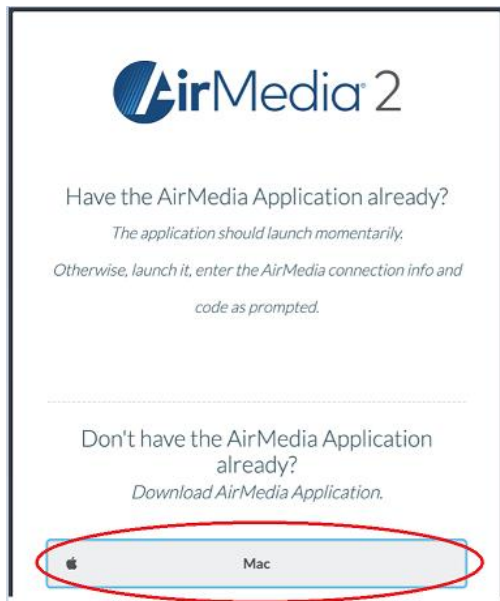 AirMedia 2
Have the AirMedia Application already?
The application should launch momentarily.
Otherwise, launch it, enter the AirMedia connection info and
code as prompted.
Don't have the AirMedia Application
already?
Download AirMedia Application.
Mac